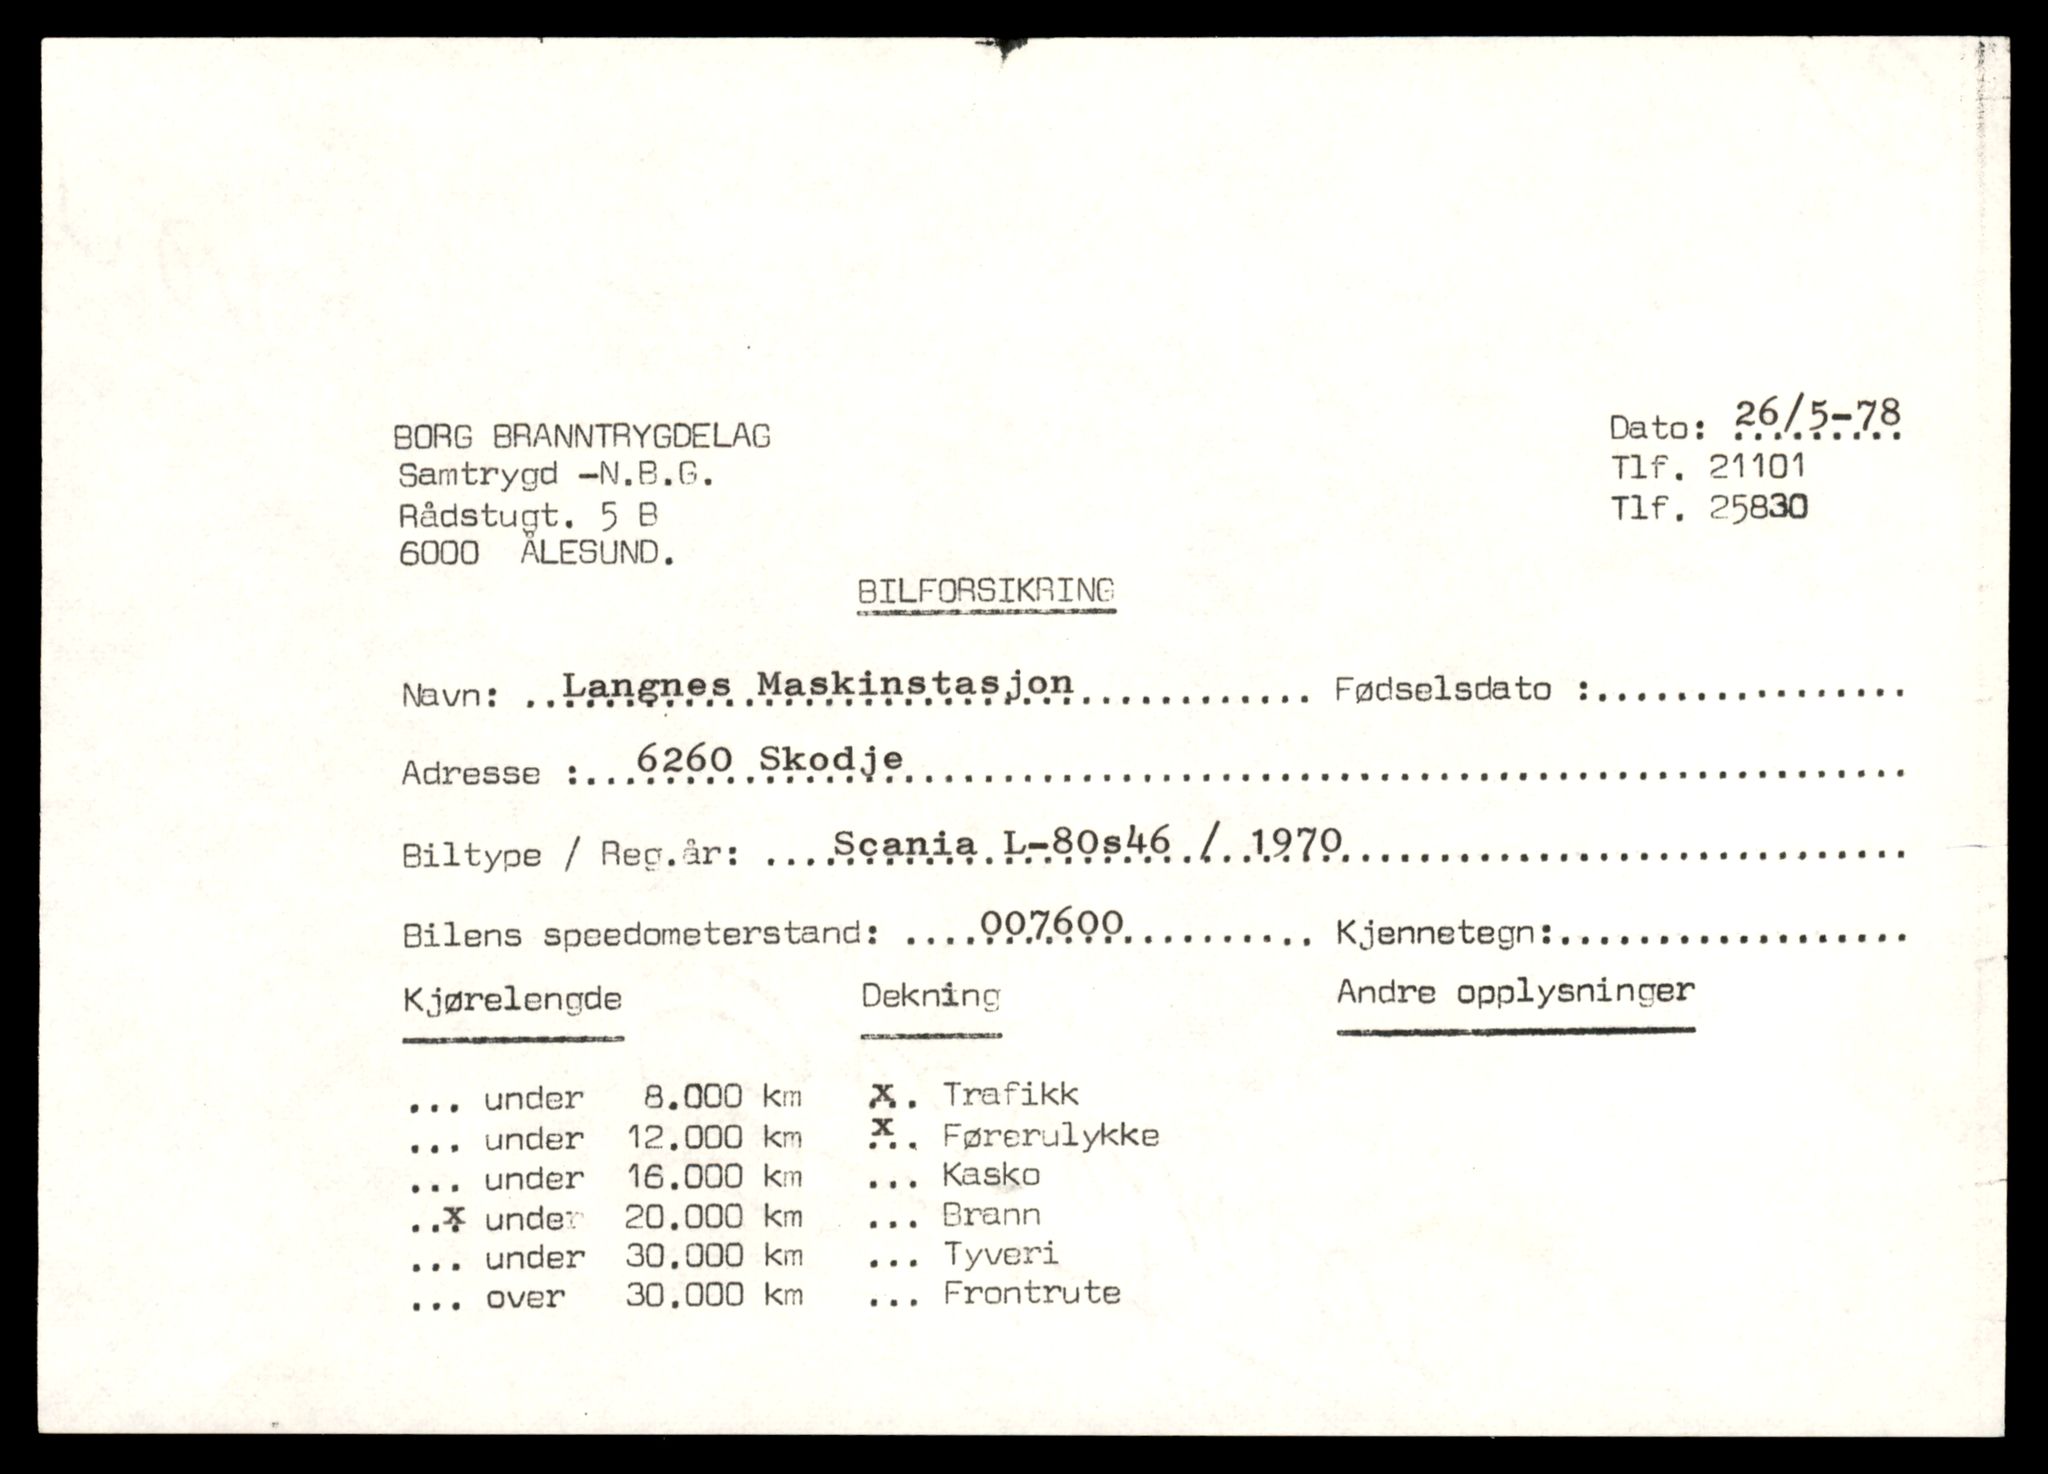 BORG BRANNTRYGDELAG
Samtrygd -N.B.G.
Rådstugt. 5 B
6000 ÅLESUND.
Dato: 26/5-78
Tlf. 21101
Tlf. 25830
BILFORSIKRING
Navn: ..Langnes Maskinstasjon............ Fødselsdato :................
Adresse :...6260 Skodje..................................................
Biltype / Reg.år: ....Scania L-80s46 / 1970.............................
Bilens speedometerstand: ....007600.......... Kjennetegn:..................
Kjørelengde Dekning Andre opplysninger
... under 8.000 km x.. Trafikk
... under 12.000 km x.. Førerulykke
... under 16.000 km ... Kasko
..x under 20.000 km ... Brann
... under 30.000 km ... Tyveri
... over 30.000 km ... Frontrute